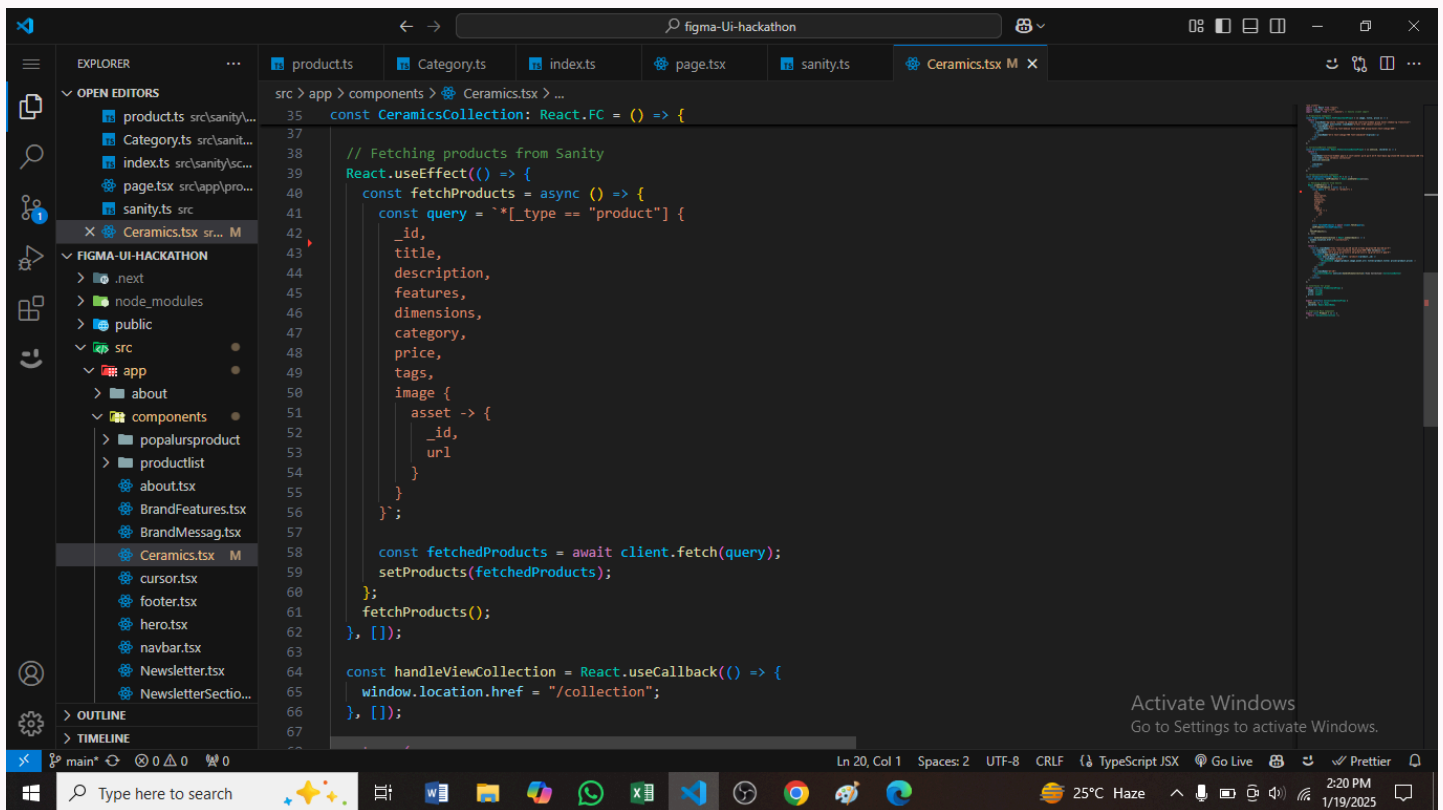 figma-Ui-hackathon
EXPLORER
product.ts
Category.ts
index.ts
page.tsx
sanity.ts
Ceramics.tsx M
OPEN EDITORS
product.ts src\sanity\...
Category.ts src\sanit...
index.ts src\sanity\sc...
page.tsx src\app\pro...
sanity.ts src
Ceramics.tsx sr... M
FIGMA-UI-HACKATHON
.next
node_modules
public
src
app
about
components
popalursproduct
productlist
about.tsx
BrandFeatures.tsx
BrandMessag.tsx
Ceramics.tsx M
cursor.tsx
footer.tsx
hero.tsx
navbar.tsx
Newsletter.tsx
NewsletterSectio...
OUTLINE
TIMELINE
src > app > components > Ceramics.tsx > ...
35 const CeramicsCollection: React.FC = () => {
37
38 // Fetching products from Sanity
39 React.useEffect(() => {
40 const fetchProducts = async () => {
41 const query = `*[_type == "product"] {
42 _id,
43 title,
44 description,
45 features,
46 dimensions,
47 category,
48 price,
49 tags,
50 image {
51 asset -> {
52 _id,
53 url
54 }
55 }
56 }`;
57
58 const fetchedProducts = await client.fetch(query);
59 setProducts(fetchedProducts);
60 };
61 fetchProducts();
62 }, []);
63
64 const handleViewCollection = React.useCallback(() => {
65 window.location.href = "/collection";
66 }, []);
67
Activate Windows
Go to Settings to activate Windows.
1
main* 0 0 0
Ln 20, Col 1 Spaces: 2 UTF-8 CRLF TypeScript JSX Go Live Prettier
Type here to search
25°C Haze
2:20 PM
1/19/2025